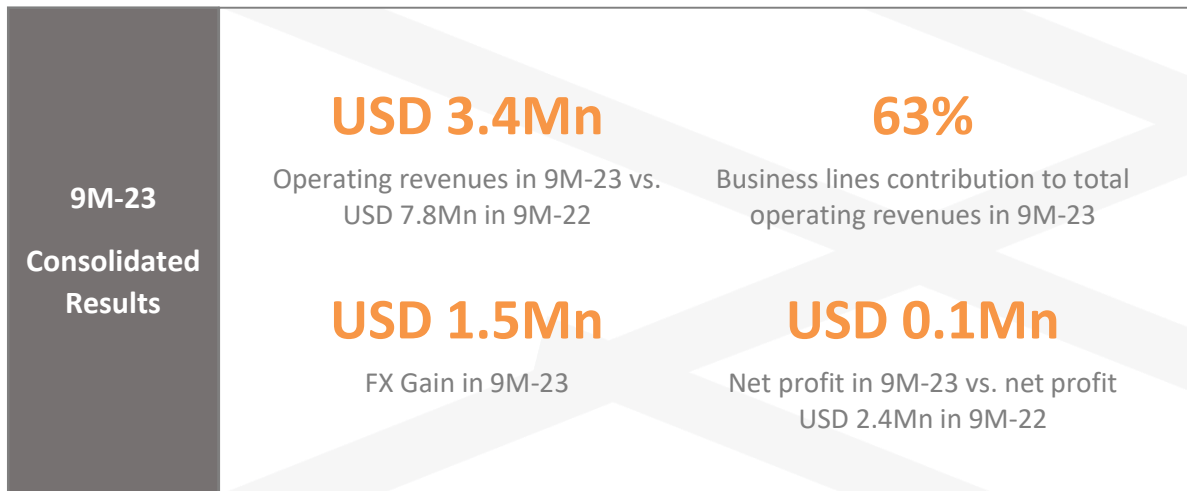 9M-23
Consolidated
Results
USD 3.4Mn
Operating revenues in 9M-23 vs.
USD 7.8Mn in 9M-22
63%
Business lines contribution to total
operating revenues in 9M-23
USD 1.5Mn
FX Gain in 9M-23
USD 0.1Mn
Net profit in 9M-23 vs. net profit
USD 2.4Mn in 9M-22